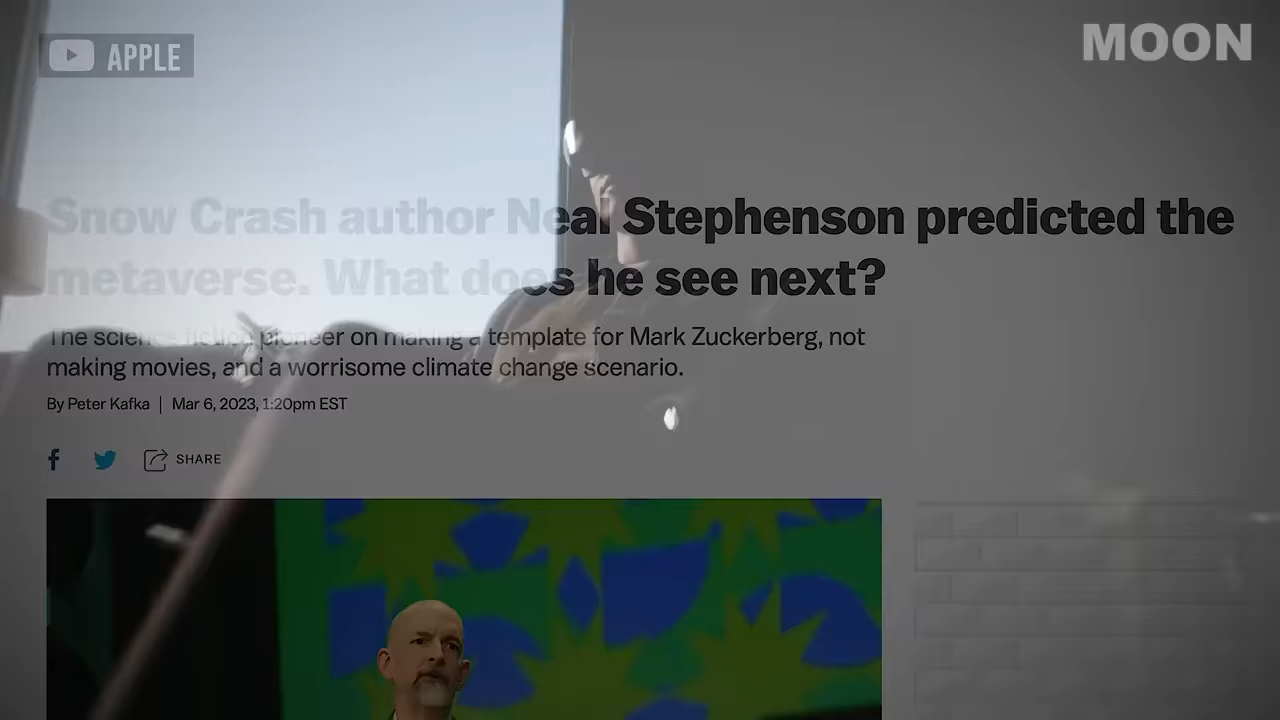 APPLE
MOON
Snow Crash author Neal Stephenson predicted the
metaverse. What does he see next?
The science fiction pioneer on making a template for Mark Zuckerberg, not
making movies, and a worrisome climate change scenario.
By Peter Kafka | Mar 6, 2023, 1:20pm EST
SHARE